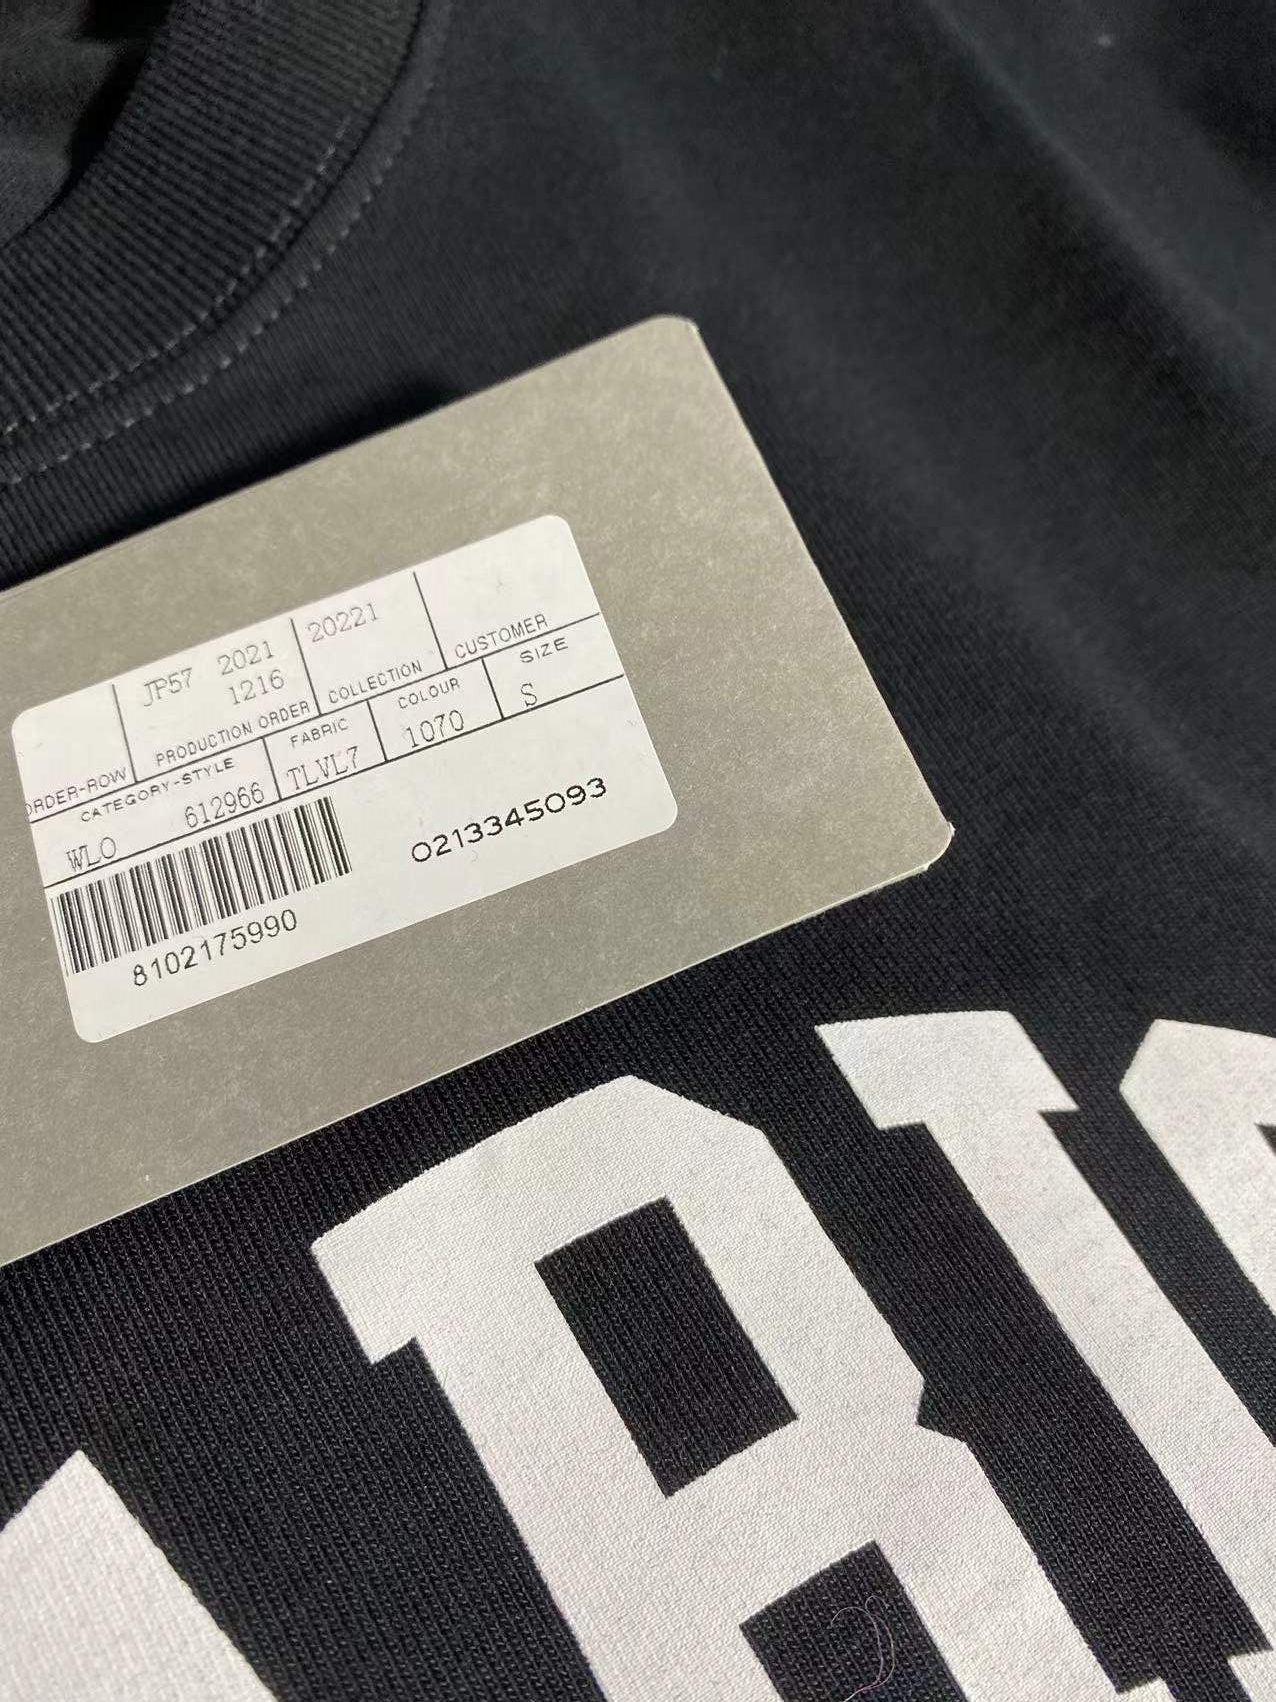 JP57 2021 20221
1216
ORDER-ROW PRODUCTION ORDER COLLECTION CUSTOMER
CATEGORY-STYLE FABRIC COLOUR SIZE
WLO 612966 TLVL7 1070 S
8102175990 0213345093
ARIS